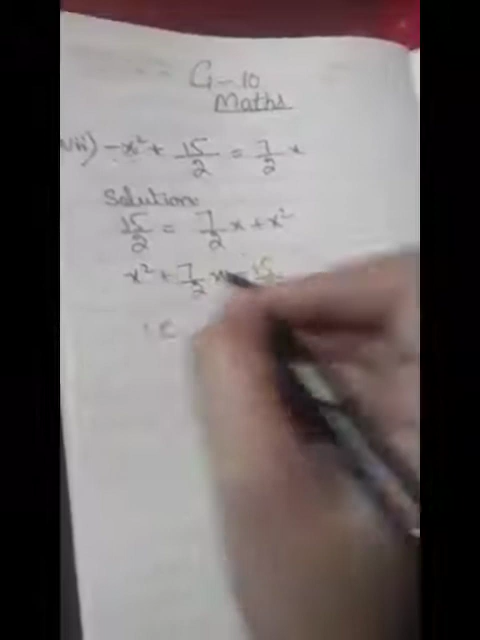 G-10
Maths
vii) -x² + 15/2 = 7/2 x
Solution
15/2 = 7/2 x + x²
x² + 7/2 x = 15/2